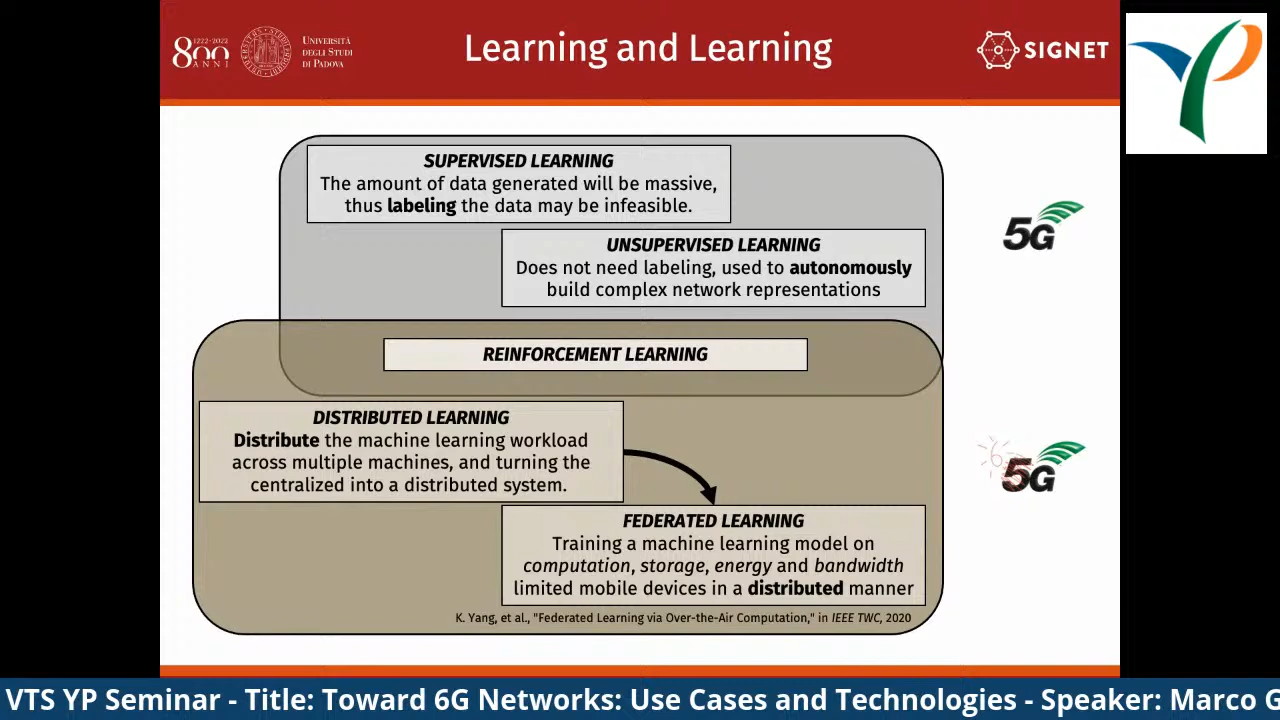 1222-2022
800
ANNI
UNIVERSITÀ
DEGLI STUDI
DI PADOVA
Learning and Learning
SIGNET
SUPERVISED LEARNING
The amount of data generated will be massive,
thus labeling the data may be infeasible.
UNSUPERVISED LEARNING
Does not need labeling, used to autonomously
build complex network representations
5G
REINFORCEMENT LEARNING
DISTRIBUTED LEARNING
Distribute the machine learning workload
across multiple machines, and turning the
centralized into a distributed system.
6
5G
FEDERATED LEARNING
Training a machine learning model on
computation, storage, energy and bandwidth
limited mobile devices in a distributed manner
K. Yang, et al., "Federated Learning via Over-the-Air Computation," in IEEE TWC, 2020
VTS YP Seminar - Title: Toward 6G Networks: Use Cases and Technologies - Speaker: Marco G